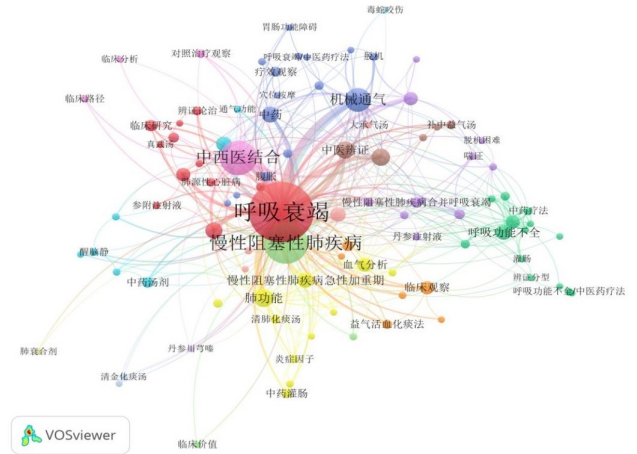 毒蛇咬伤
胃肠功能障碍
临床分析
对照治疗观察
呼吸衰竭/中医药疗法
脱机
疗效观察
临床路径
穴位按摩
机械通气
辨证论治
通气功能
中药
临床研究
大承气汤
补中益气汤
真武汤
脱机困难
中医辨证
中西医结合
喘证
肺源性心脏病
腹胀
慢性阻塞性肺疾病合并呼吸衰竭
呼吸衰竭
参附注射液
中药疗法
呼吸功能不全
丹参注射液
慢性阻塞性肺疾病
醒脑静
灌肠
血气分析
辨证分型
中药汤剂
慢性阻塞性肺疾病急性加重期
临床观察
呼吸功能不全/中医药疗法
肺功能
清肺化痰汤
益气活血化痰法
肺衰合剂
丹参川芎嗪
炎症因子
清金化痰汤
中药灌肠
VOSviewer
临床价值